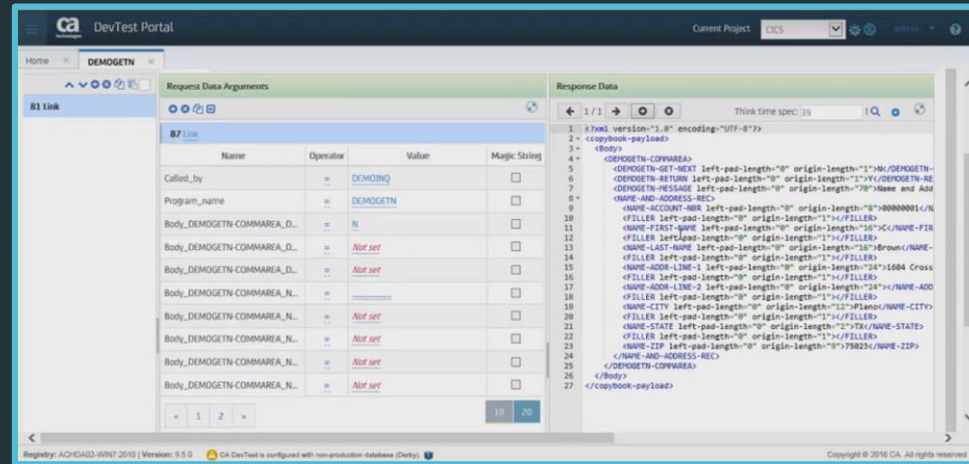 ca
technologies
DevTest Portal
Current Project
CICS
admin
Home
DEMOGETN
81 Link
Request Data Arguments
87 Link
Name Operator Value Magic String
Called_by = DEMOINQ
Program_name = DEMOGETN
Body_DEMOGETN-COMMAREA_D... = N
Body_DEMOGETN-COMMAREA_D... = Not set
Body_DEMOGETN-COMMAREA_D... = Not set
Body_DEMOGETN-COMMAREA_N... =
Body_DEMOGETN-COMMAREA_N... = Not set
Body_DEMOGETN-COMMAREA_N... = Not set
Body_DEMOGETN-COMMAREA_N... = Not set
Body_DEMOGETN-COMMAREA_N... = Not set
« 1 2 »
10 20
Response Data
1/1
Think time spec: 39
1 <?xml version="1.0" encoding="UTF-8"?>
2 <copybook-payload>
3 <Body>
4 <DEMOGETN-COMMAREA>
5 <DEMOGETN-GET-NEXT left-pad-length="0" origin-length="1">N</DEMOGETN-
6 <DEMOGETN-RETURN left-pad-length="0" origin-length="1">Y</DEMOGETN-RE
7 <DEMOGETN-MESSAGE left-pad-length="0" origin-length="70">Name and Add
8 <NAME-AND-ADDRESS-REC>
9 <NAME-ACCOUNT-NBR left-pad-length="0" origin-length="8">00000001</N
10 <FILLER left-pad-length="0" origin-length="1"></FILLER>
11 <NAME-FIRST-NAME left-pad-length="0" origin-length="16">C</NAME-FIR
12 <FILLER left-pad-length="0" origin-length="1"></FILLER>
13 <NAME-LAST-NAME left-pad-length="0" origin-length="16">Brown</NAME-
14 <FILLER left-pad-length="0" origin-length="1"></FILLER>
15 <NAME-ADDR-LINE-1 left-pad-length="0" origin-length="24">1604 Cross
16 <FILLER left-pad-length="0" origin-length="1"></FILLER>
17 <NAME-ADDR-LINE-2 left-pad-length="0" origin-length="24"></NAME-ADD
18 <FILLER left-pad-length="0" origin-length="1"></FILLER>
19 <NAME-CITY left-pad-length="0" origin-length="12">Plano</NAME-CITY>
20 <FILLER left-pad-length="0" origin-length="1"></FILLER>
21 <NAME-STATE left-pad-length="0" origin-length="2">TX</NAME-STATE>
22 <FILLER left-pad-length="0" origin-length="1"></FILLER>
23 <NAME-ZIP left-pad-length="0" origin-length="9">75023</NAME-ZIP>
24 </NAME-AND-ADDRESS-REC>
25 </DEMOGETN-COMMAREA>
26 </Body>
27 </copybook-payload>
Registry: ACHDA02-WIN7:2010 | Version: 9.5.0 CA DevTest is configured with non-production database (Derby).
Copyright © 2016 CA. All rights reserved